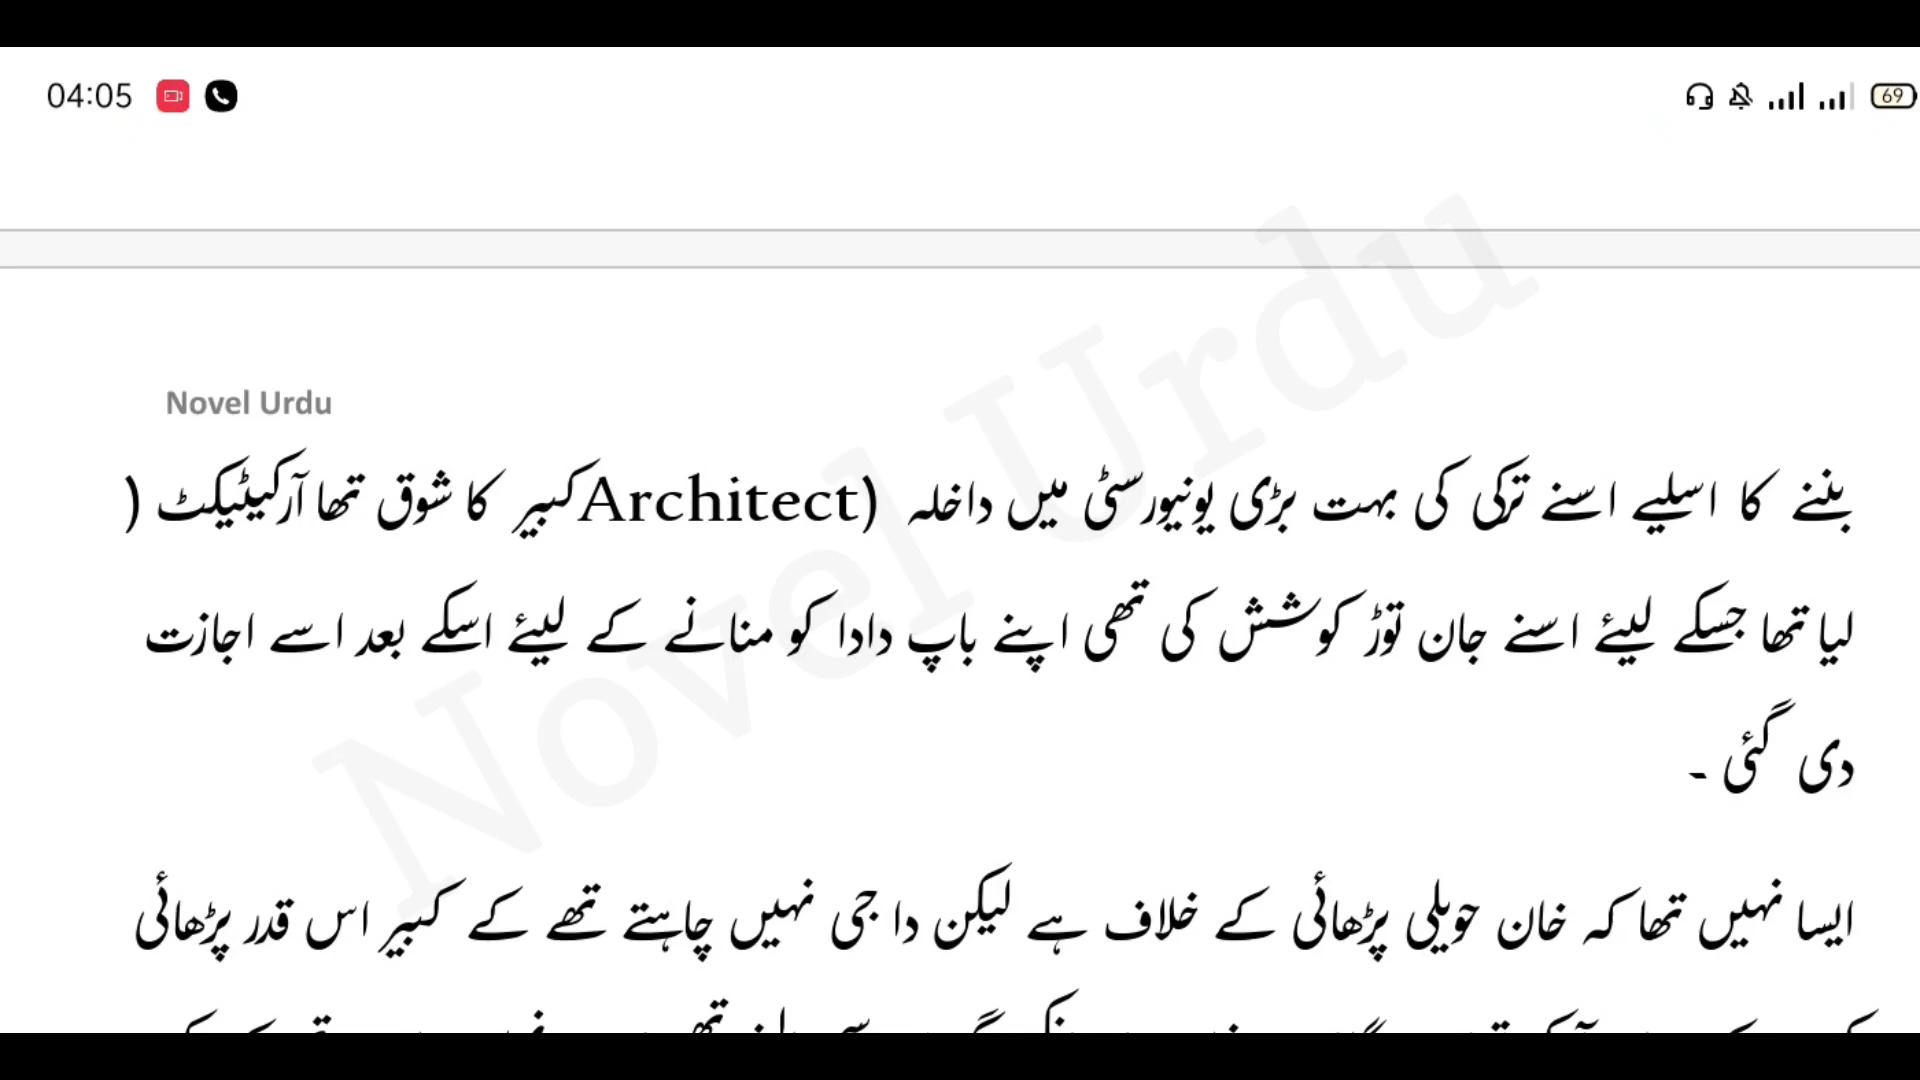 04:05
69
Novel Urdu
بننے کا اسلیے اسنے ترکی کی بہت بڑی یونیورسٹی میں داخلہ (Architectکبیر کا شوق تھا آرکیٹیکٹ (
لیا تھا جسکے لیئے اسنے جان توڑ کوشش کی تھی اپنے باپ دادا کو منانے کے لیئے اسکے بعد اسے اجازت
دی گئی ۔
ایسا نہیں تھا کہ خان حویلی پڑھائی کے خلاف ہے لیکن دا جی نہیں چاہتے تھے کے کبیر اس قدر پڑھائی
Novel Urdu